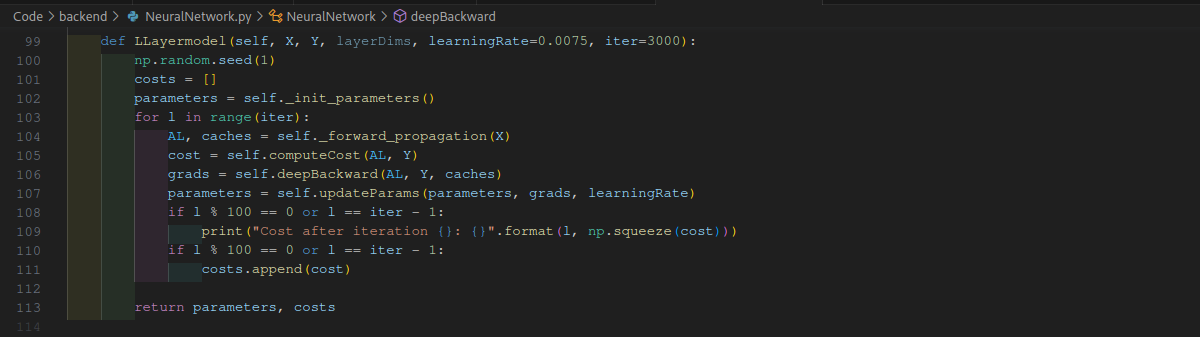 Code > backend > NeuralNetwork.py > NeuralNetwork > deepBackward
99 def LLayermodel(self, X, Y, layerDims, learningRate=0.0075, iter=3000):
100 np.random.seed(1)
101 costs = []
102 parameters = self._init_parameters()
103 for l in range(iter):
104 AL, caches = self._forward_propagation(X)
105 cost = self.computeCost(AL, Y)
106 grads = self.deepBackward(AL, Y, caches)
107 parameters = self.updateParams(parameters, grads, learningRate)
108 if l % 100 == 0 or l == iter - 1:
109 print("Cost after iteration {}: {}".format(l, np.squeeze(cost)))
110 if l % 100 == 0 or l == iter - 1:
111 costs.append(cost)
112
113 return parameters, costs
114